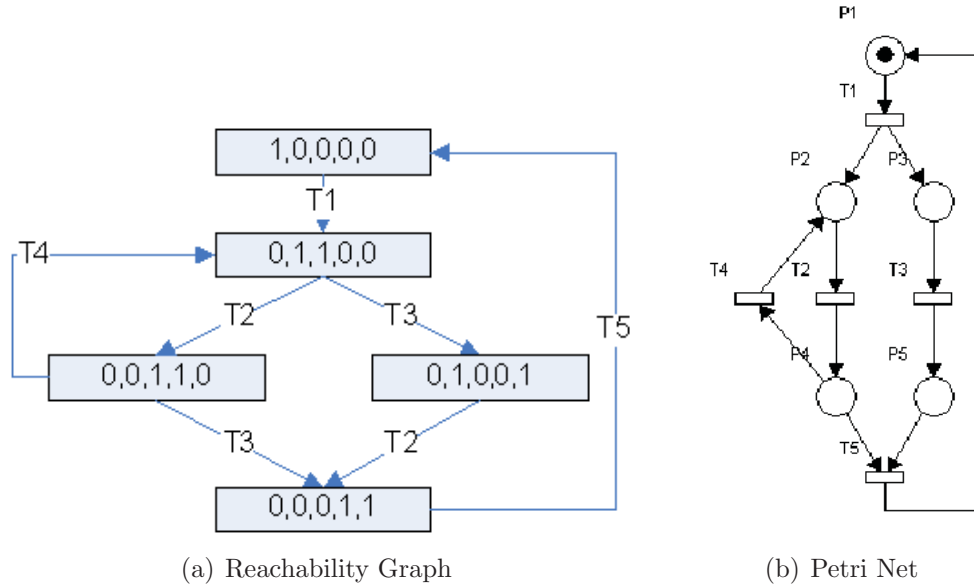 1,0,0,0,0
T1
0,1,1,0,0
T4
T2
T3
T5
0,0,1,1,0
0,1,0,0,1
T3
T2
0,0,0,1,1
(a) Reachability Graph
P1
T1
P2
P3
T4
T2
T3
P4
P5
T5
(b) Petri Net